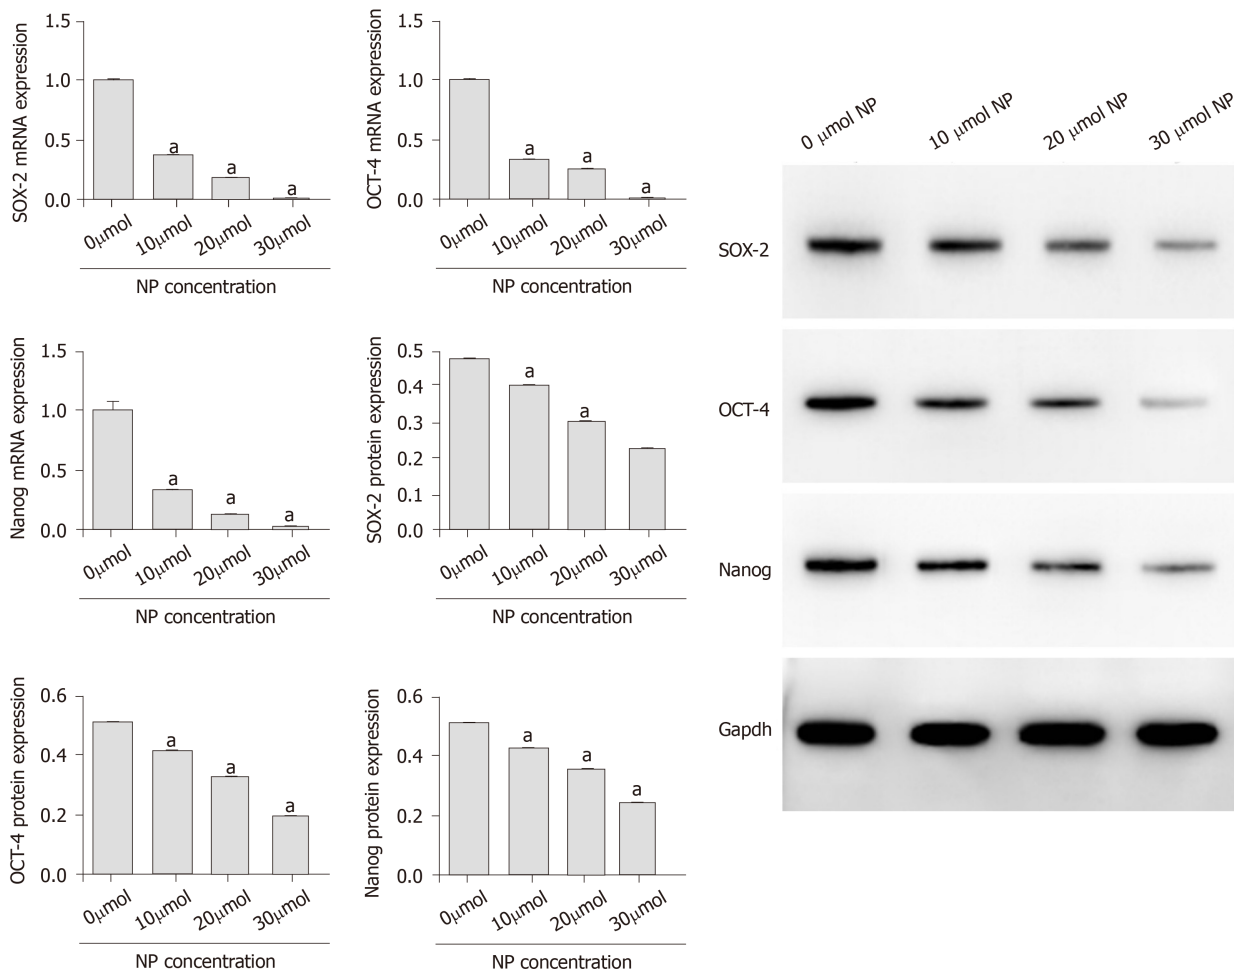 SOX-2 mRNA expression
1.5
1.0
0.5
0.0
a
a
a
0μmol
10μmol
20μmol
30μmol
NP concentration
OCT-4 mRNA expression
1.5
1.0
0.5
0.0
a
a
a
0μmol
10μmol
20μmol
30μmol
NP concentration
Nanog mRNA expression
1.5
1.0
0.5
0.0
a
a
a
0μmol
10μmol
20μmol
30μmol
NP concentration
SOX-2 protein expression
0.5
0.4
0.3
0.2
0.1
0.0
a
a
0μmol
10μmol
20μmol
30μmol
NP concentration
OCT-4 protein expression
0.6
0.4
0.2
0.0
a
a
a
0μmol
10μmol
20μmol
30μmol
NP concentration
Nanog protein expression
0.6
0.4
0.2
0.0
a
a
a
0μmol
10μmol
20μmol
30μmol
NP concentration
0 μmol NP
10 μmol NP
20 μmol NP
30 μmol NP
SOX-2
OCT-4
Nanog
Gapdh